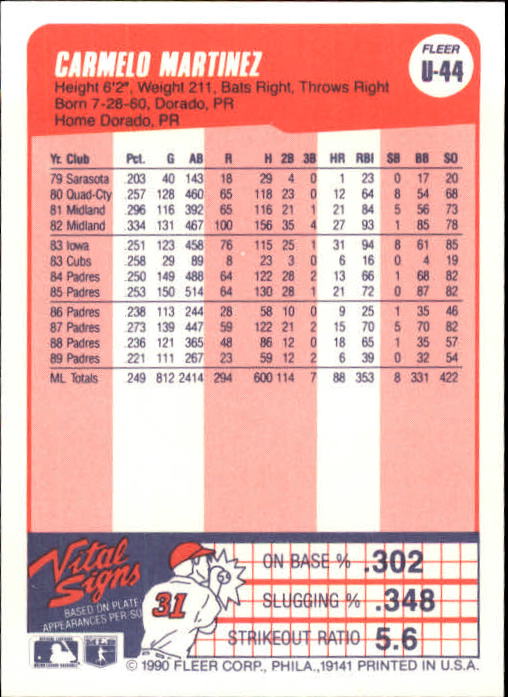 CARMELO MARTINEZ
FLEER
U-44
Height 6'2", Weight 211, Bats Right, Throws Right
Born 7-28-60, Dorado, PR
Home Dorado, PR
Yr. Club Pct. G AB R H 2B 3B HR RBI SB BB SO
79 Sarasota .203 40 143 18 29 4 0 1 23 0 17 20
80 Quad-Cty .257 128 460 65 118 23 0 12 64 8 54 68
81 Midland .296 116 392 65 116 21 1 21 84 5 56 73
82 Midland .334 131 467 100 156 35 4 27 93 1 85 78
83 Iowa .251 123 458 76 115 25 1 31 94 8 61 85
83 Cubs .258 29 89 8 23 3 0 6 16 0 4 19
84 Padres .250 149 488 64 122 28 2 13 66 1 68 82
85 Padres .253 150 514 64 130 28 1 21 72 0 87 82
86 Padres .238 113 244 28 58 10 0 9 25 1 35 46
87 Padres .273 139 447 59 122 21 2 15 70 5 70 82
88 Padres .236 121 365 48 86 12 0 18 65 1 35 57
89 Padres .221 111 267 23 59 12 2 6 39 0 32 54
ML Totals .249 812 2414 294 600 114 7 88 353 8 331 422
Vital Signs
BASED ON PLATE
APPEARANCES PER SO
31
ON BASE % .302
SLUGGING % .348
STRIKEOUT RATIO 5.6
© 1990 FLEER CORP., PHILA., 19141 PRINTED IN U.S.A.